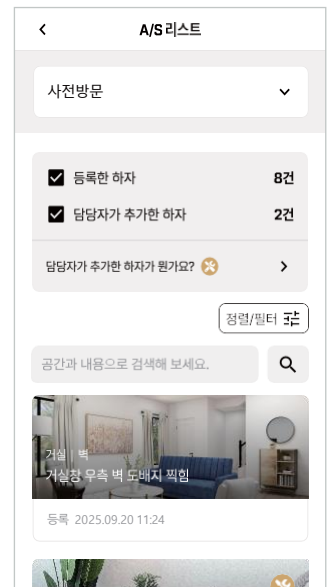 A/S 리스트
사전방문
등록한 하자 8건
담당자가 추가한 하자 2건
담당자가 추가한 하자가 뭔가요?
정렬/필터
공간과 내용으로 검색해 보세요.
거실 | 벽
거실창 우측 벽 도배지 찍힘
등록 2025.09.20 11:24